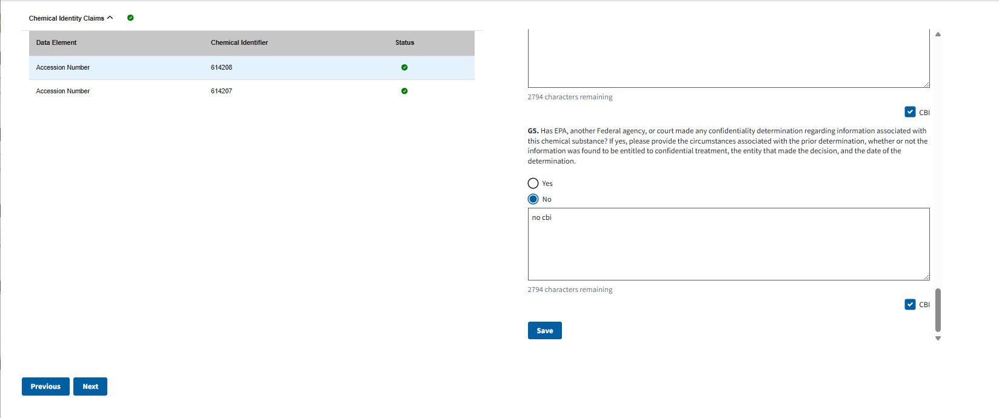 Chemical Identity Claims
Data Element Chemical Identifier Status
Accession Number 614208
Accession Number 614207
2794 characters remaining
CBI
G5. Has EPA, another Federal agency, or court made any confidentiality determination regarding information associated with
this chemical substance? If yes, please provide the circumstances associated with the prior determination, whether or not the
information was found to be entitled to confidential treatment, the entity that made the decision, and the date of the
determination.
Yes
No
no cbi
2794 characters remaining
CBI
Save
Previous Next